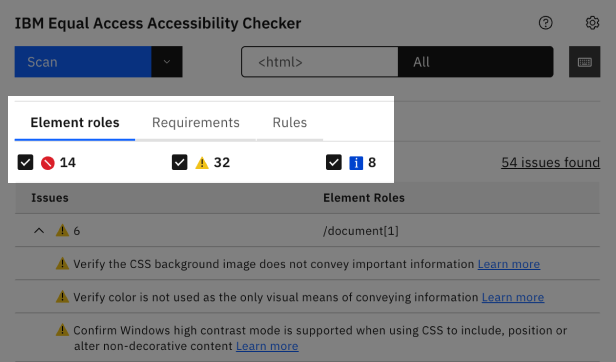 IBM Equal Access Accessibility Checker
Scan
<html>
All
Element roles
Requirements
Rules
14
32
8
54 issues found
Issues
Element Roles
6
/document[1]
Verify the CSS background image does not convey important information Learn more
Verify color is not used as the only visual means of conveying information Learn more
Confirm Windows high contrast mode is supported when using CSS to include, position or
alter non-decorative content Learn more